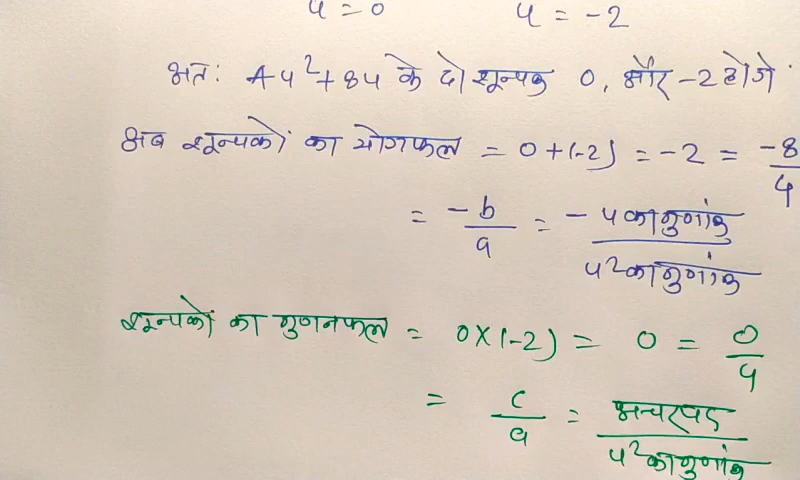 u = 0 u = -2
अतः 4u²+8u के दो शून्यक 0, और -2 होंगे
अब शून्यकों का योगफल = 0+(-2) = -2 = -8/4
= -b/a = - u का गुणांक/u² का गुणांक
शून्यकों का गुणनफल = 0×(-2) = 0 = 0/4
= c/a = अचरपद/u² का गुणांक